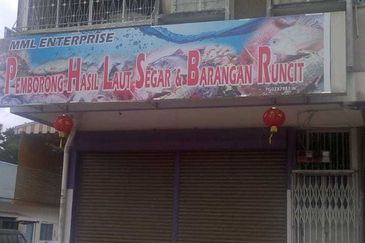 MML ENTERPRISE
PEMBORONG HASIL LAUT SEGAR & BARANGAN RUNCIT